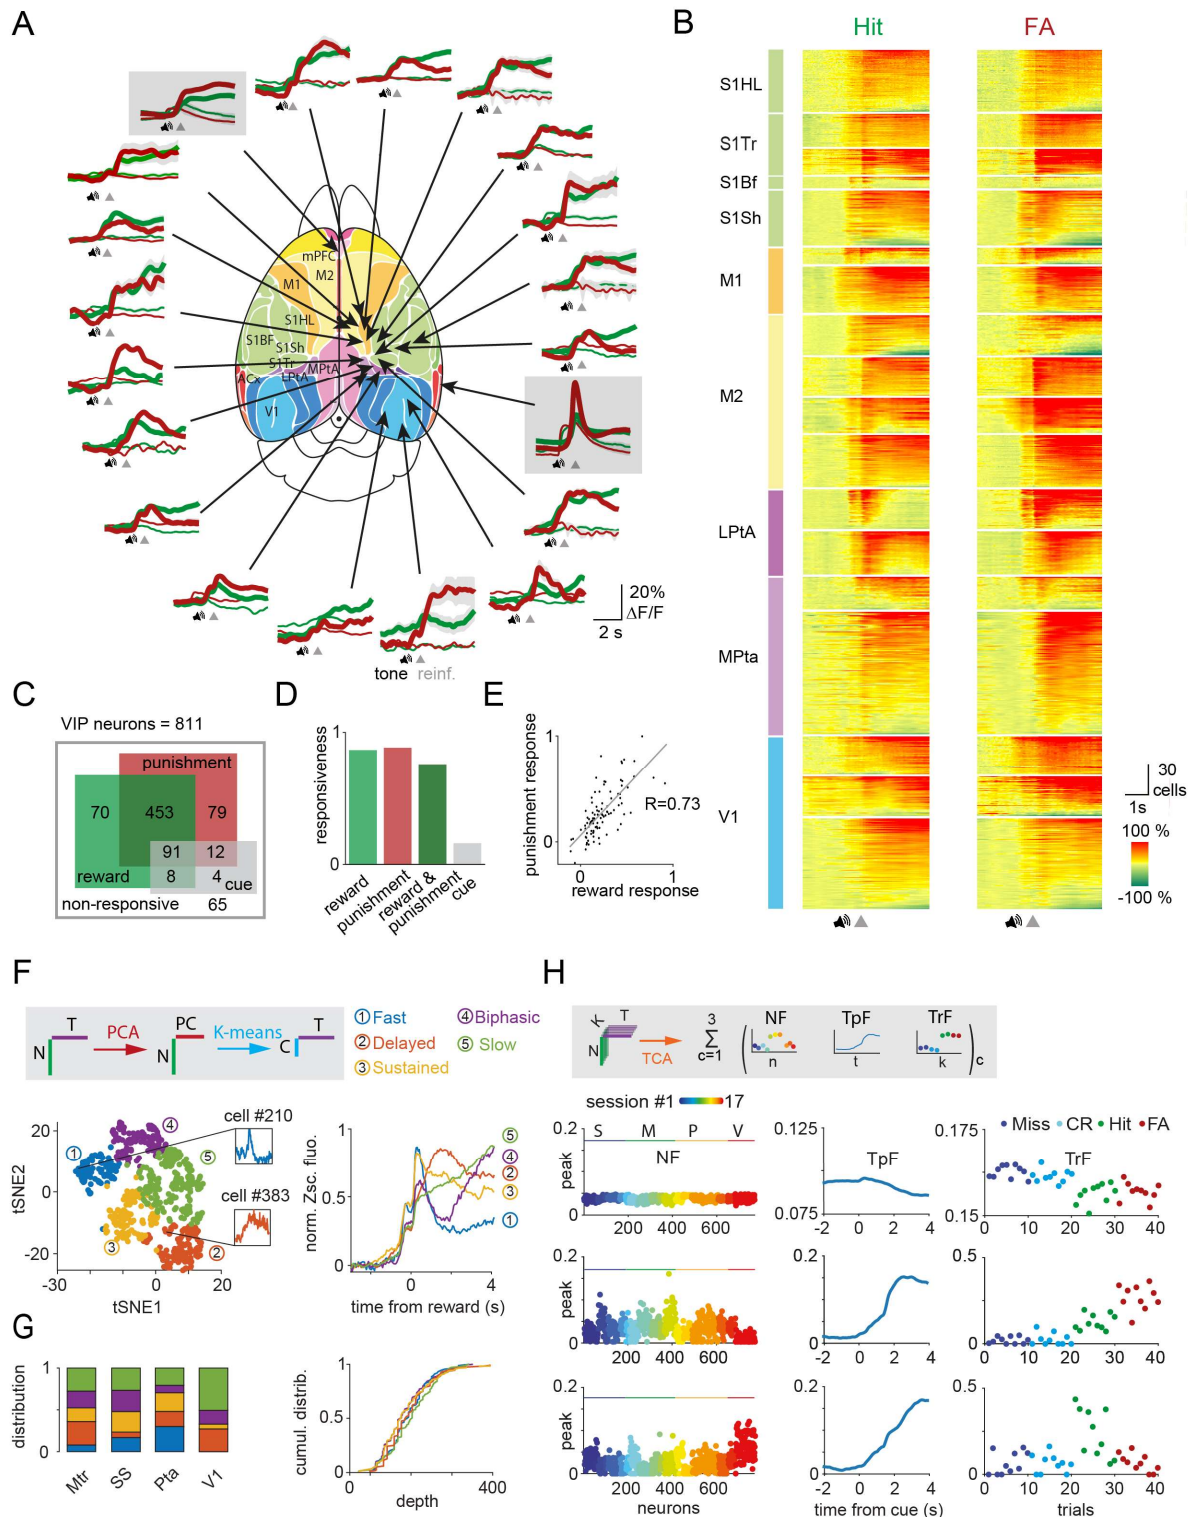 A
mPFC
M2
M1
S1HL
S1BF
S1Sh
S1Tr
MPtA
ACx
LPtA
V1
20%
ΔF/F
2 s
tone reinf.
B
Hit FA
S1HL
S1Tr
S1Bf
S1Sh
M1
M2
LPtA
MPta
V1
30
cells
1s
100 %
-100 %
C
VIP neurons = 811
punishment
70 453 79
91 12
reward 8 4 cue
non-responsive 65
D
1
responsiveness
0
reward
punishment
reward &
punishment
cue
E
punishment response
1
0
R=0.73
0 1
reward response
F
T PC T
PCA K-means
N N C
1 Fast
2 Delayed
3 Sustained
4 Biphasic
5 Slow
20
0
-20
tSNE2
-30 0 20
tSNE1
1
4
5
3
2
cell #210
cell #383
norm. Zsc. fluo.
1
0.5
0
0 4
time from reward (s)
5
4
2
3
1
G
distribution
1
0
Mtr
SS
Pta
V1
cumul. distrib.
1
0.5
0
0 400
depth
H
K T
N
TCA
3
Σ
c=1
NF TpF TrF
n t k c
session #1 17
Miss CR Hit FA
0.2
peak
0
S M P V
NF
200 400 600
0.125
TpF
0.075
-2 0 2 4
0.175
TrF
0.15
0 10 20 30 40
0.2
peak
0
200 400 600
-2 0 2 4
0.5
0
0 10 20 30 40
0.2
peak
0
200 400 600
neurons
-2 0 2 4
time from cue (s)
0.5
0
0 10 20 30 40
trials